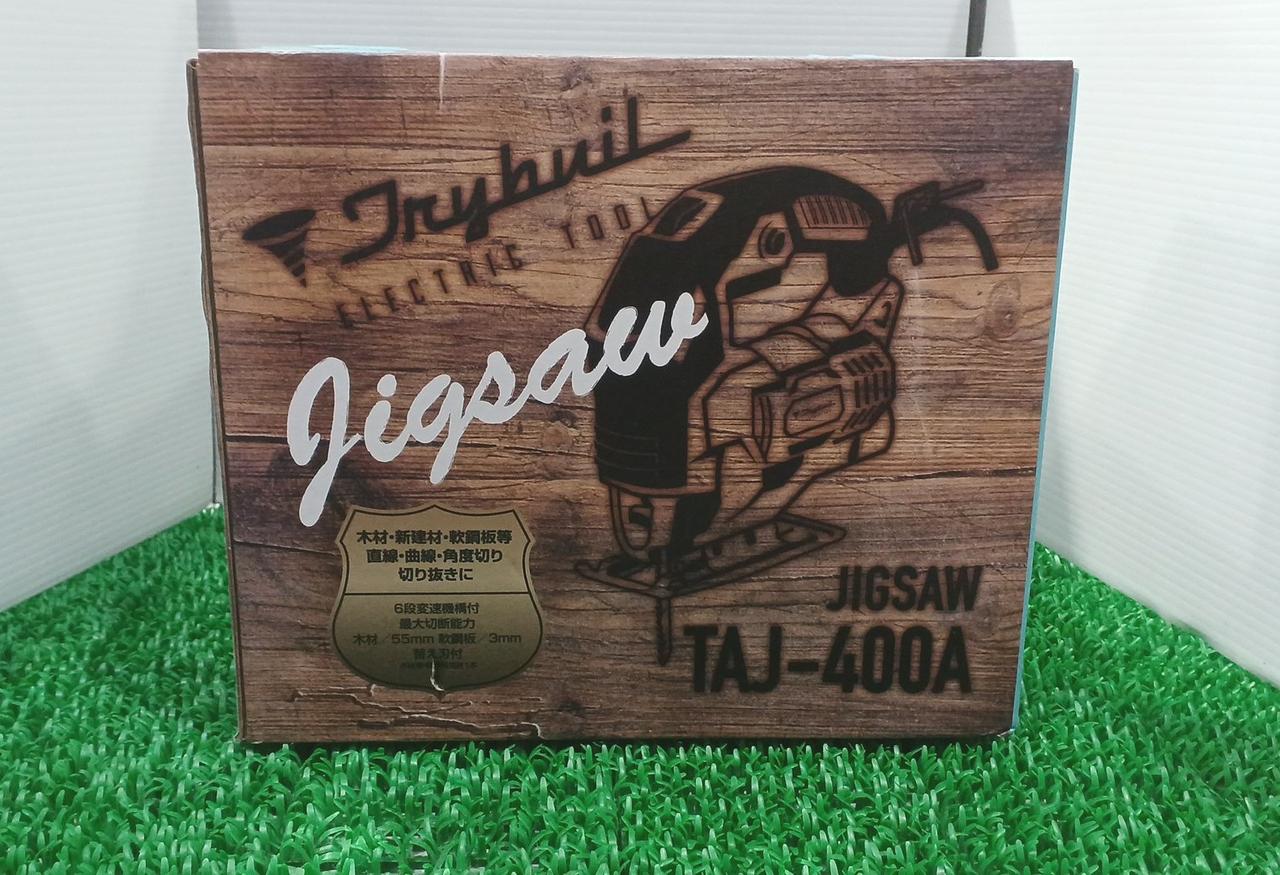 Trybuil
ELECTRIC TOOL
Jigsaw
木材・新建材・軟鋼板等
直線・曲線・角度切り
切り抜きに
6段変速機構付
最大切断能力
木材/55mm 軟鋼板/3mm
替え刃付
JIGSAW
TAJ-400A